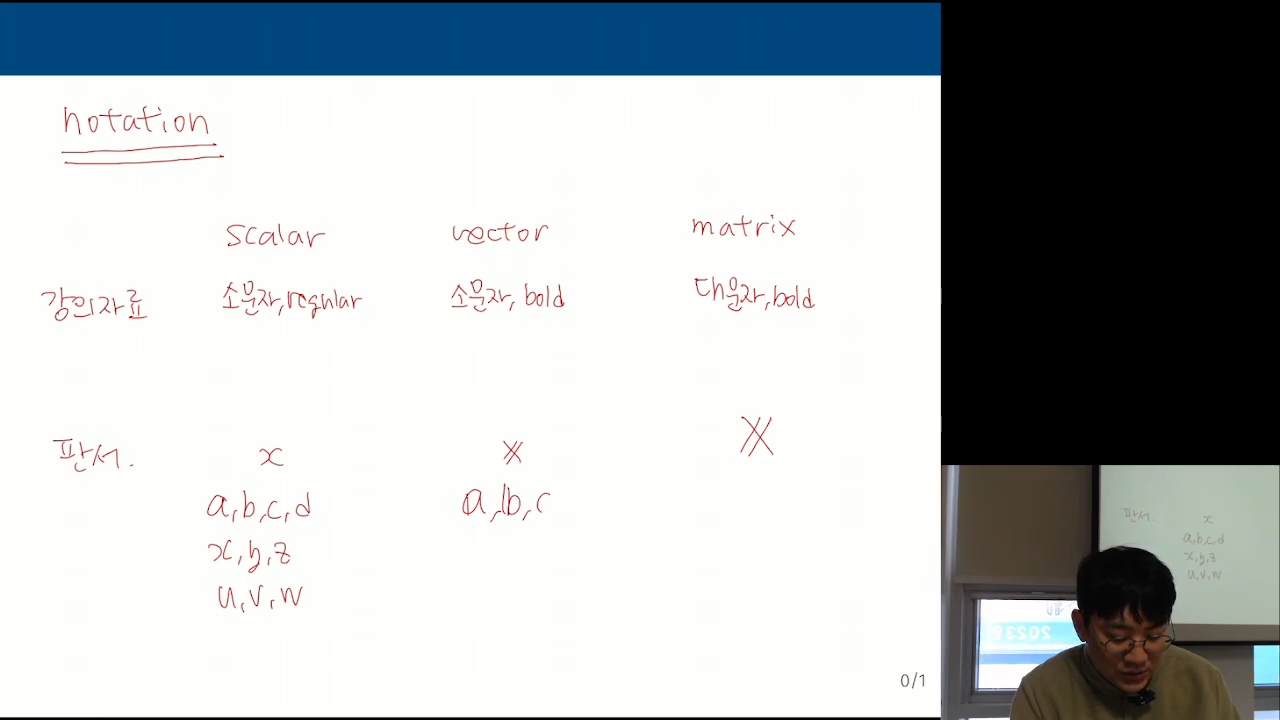 notation
scalar vector matrix
강의자료 소문자, regular 소문자, bold 대문자, bold
판서. x x X
a, b, c, d a, b, c
x, y, z
u, v, w
0/1
판서.
x
a, b, c, d
x, y, z
u, v, w
2023